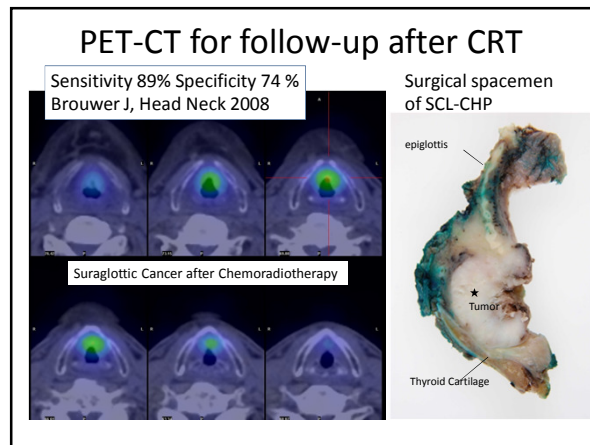 PET-CT for follow-up after CRT
Sensitivity 89% Specificity 74 %
Brouwer J, Head Neck 2008
Suraglottic Cancer after Chemoradiotherapy
Surgical spacemen
of SCL-CHP
epiglottis
★
Tumor
Thyroid Cartilage